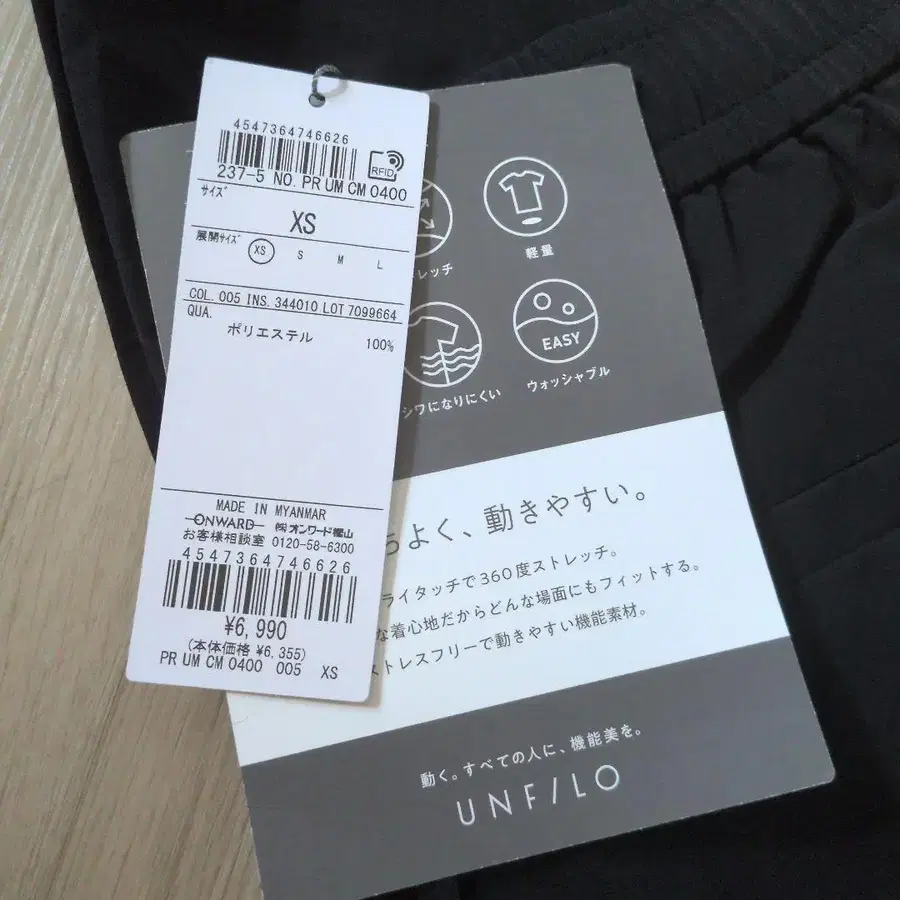 4547364746626
RFID
237-5 NO. PR UM CM 0400
サイズ
XS
展開サイズ
XS S M L
COL. 005 INS. 344010 LOT 7099664
QUA.
ポリエステル 100%
MADE IN MYANMAR
ONWARD ㈱オンワード樫山
お客様相談室 0120-58-6300
4547364746626
¥6,990
(本体価格 ¥6,355)
PR UM CM 0400 005 XS
レッチ
軽量
シワになりにくい
EASY
ウォッシャブル
よく、動きやすい。
ライタッチで360度ストレッチ。
な着心地だからどんな場面にもフィットする。
ストレスフリーで動きやすい機能素材。
動く。すべての人に、機能美を。
UNF/LO